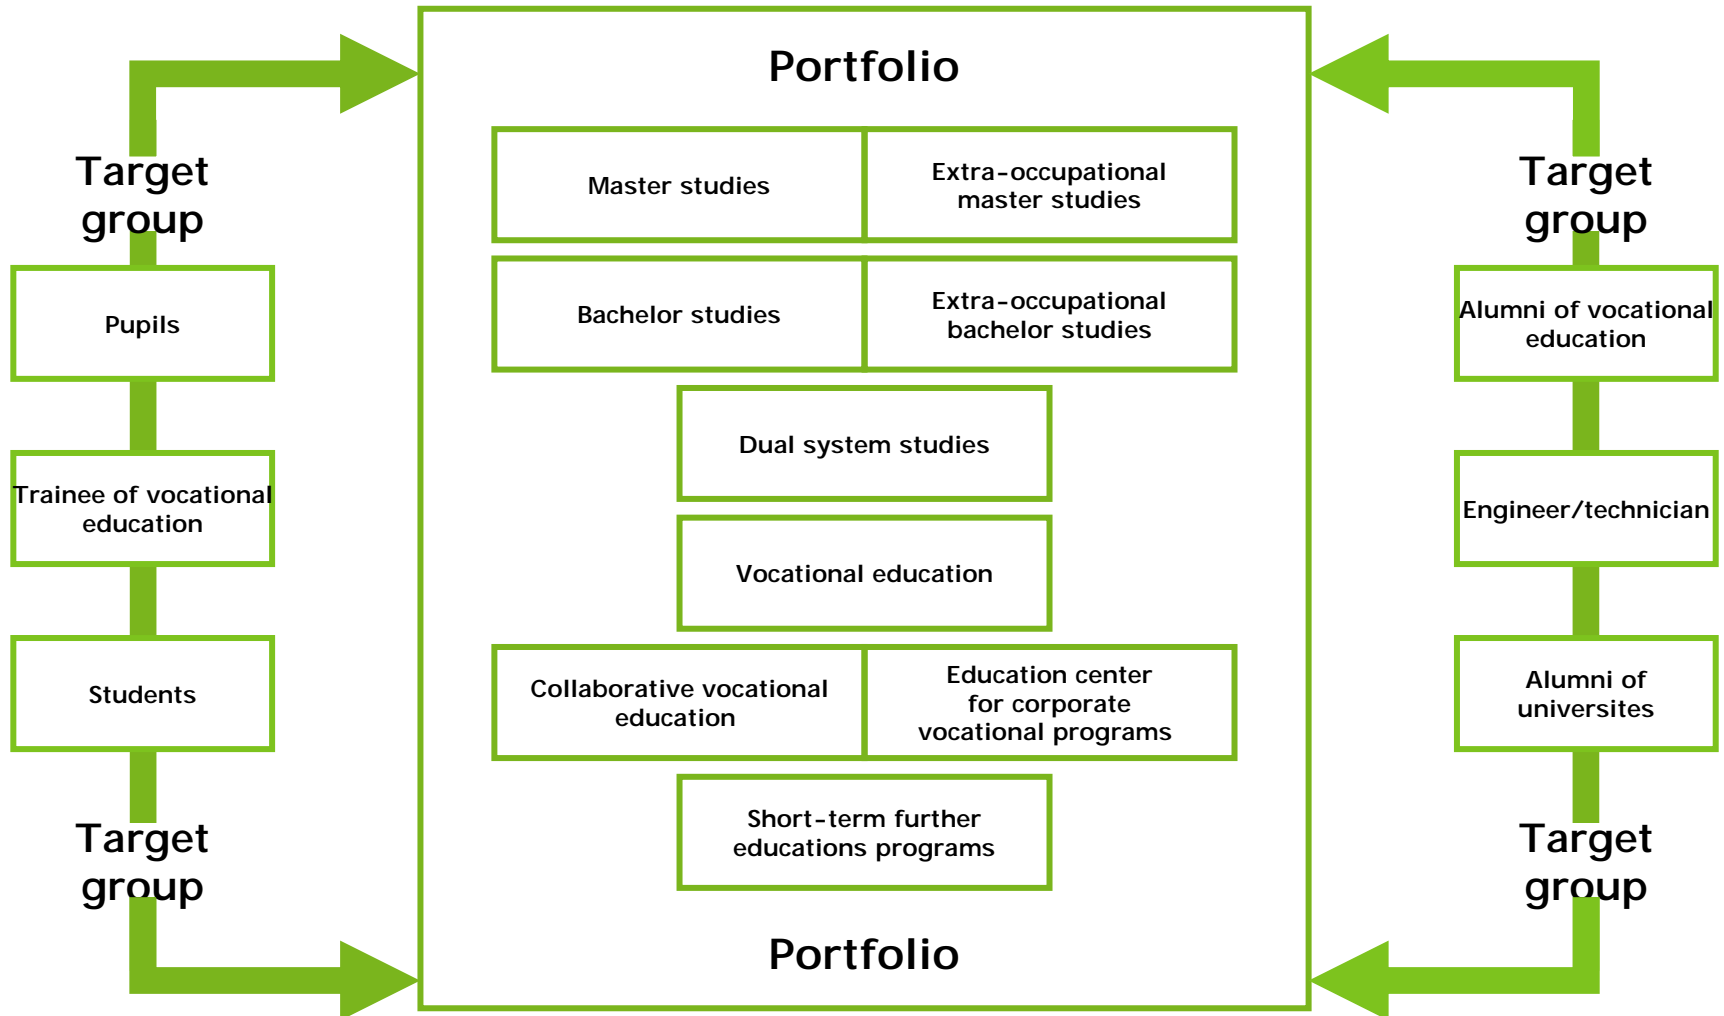 Portfolio
Target
group
Pupils
Trainee of vocational
education
Students
Target
group
Master studies
Extra-occupational
master studies
Bachelor studies
Extra-occupational
bachelor studies
Dual system studies
Vocational education
Collaborative vocational
education
Education center
for corporate
vocational programs
Short-term further
educations programs
Portfolio
Target
group
Alumni of vocational
education
Engineer/technician
Alumni of
universites
Target
group